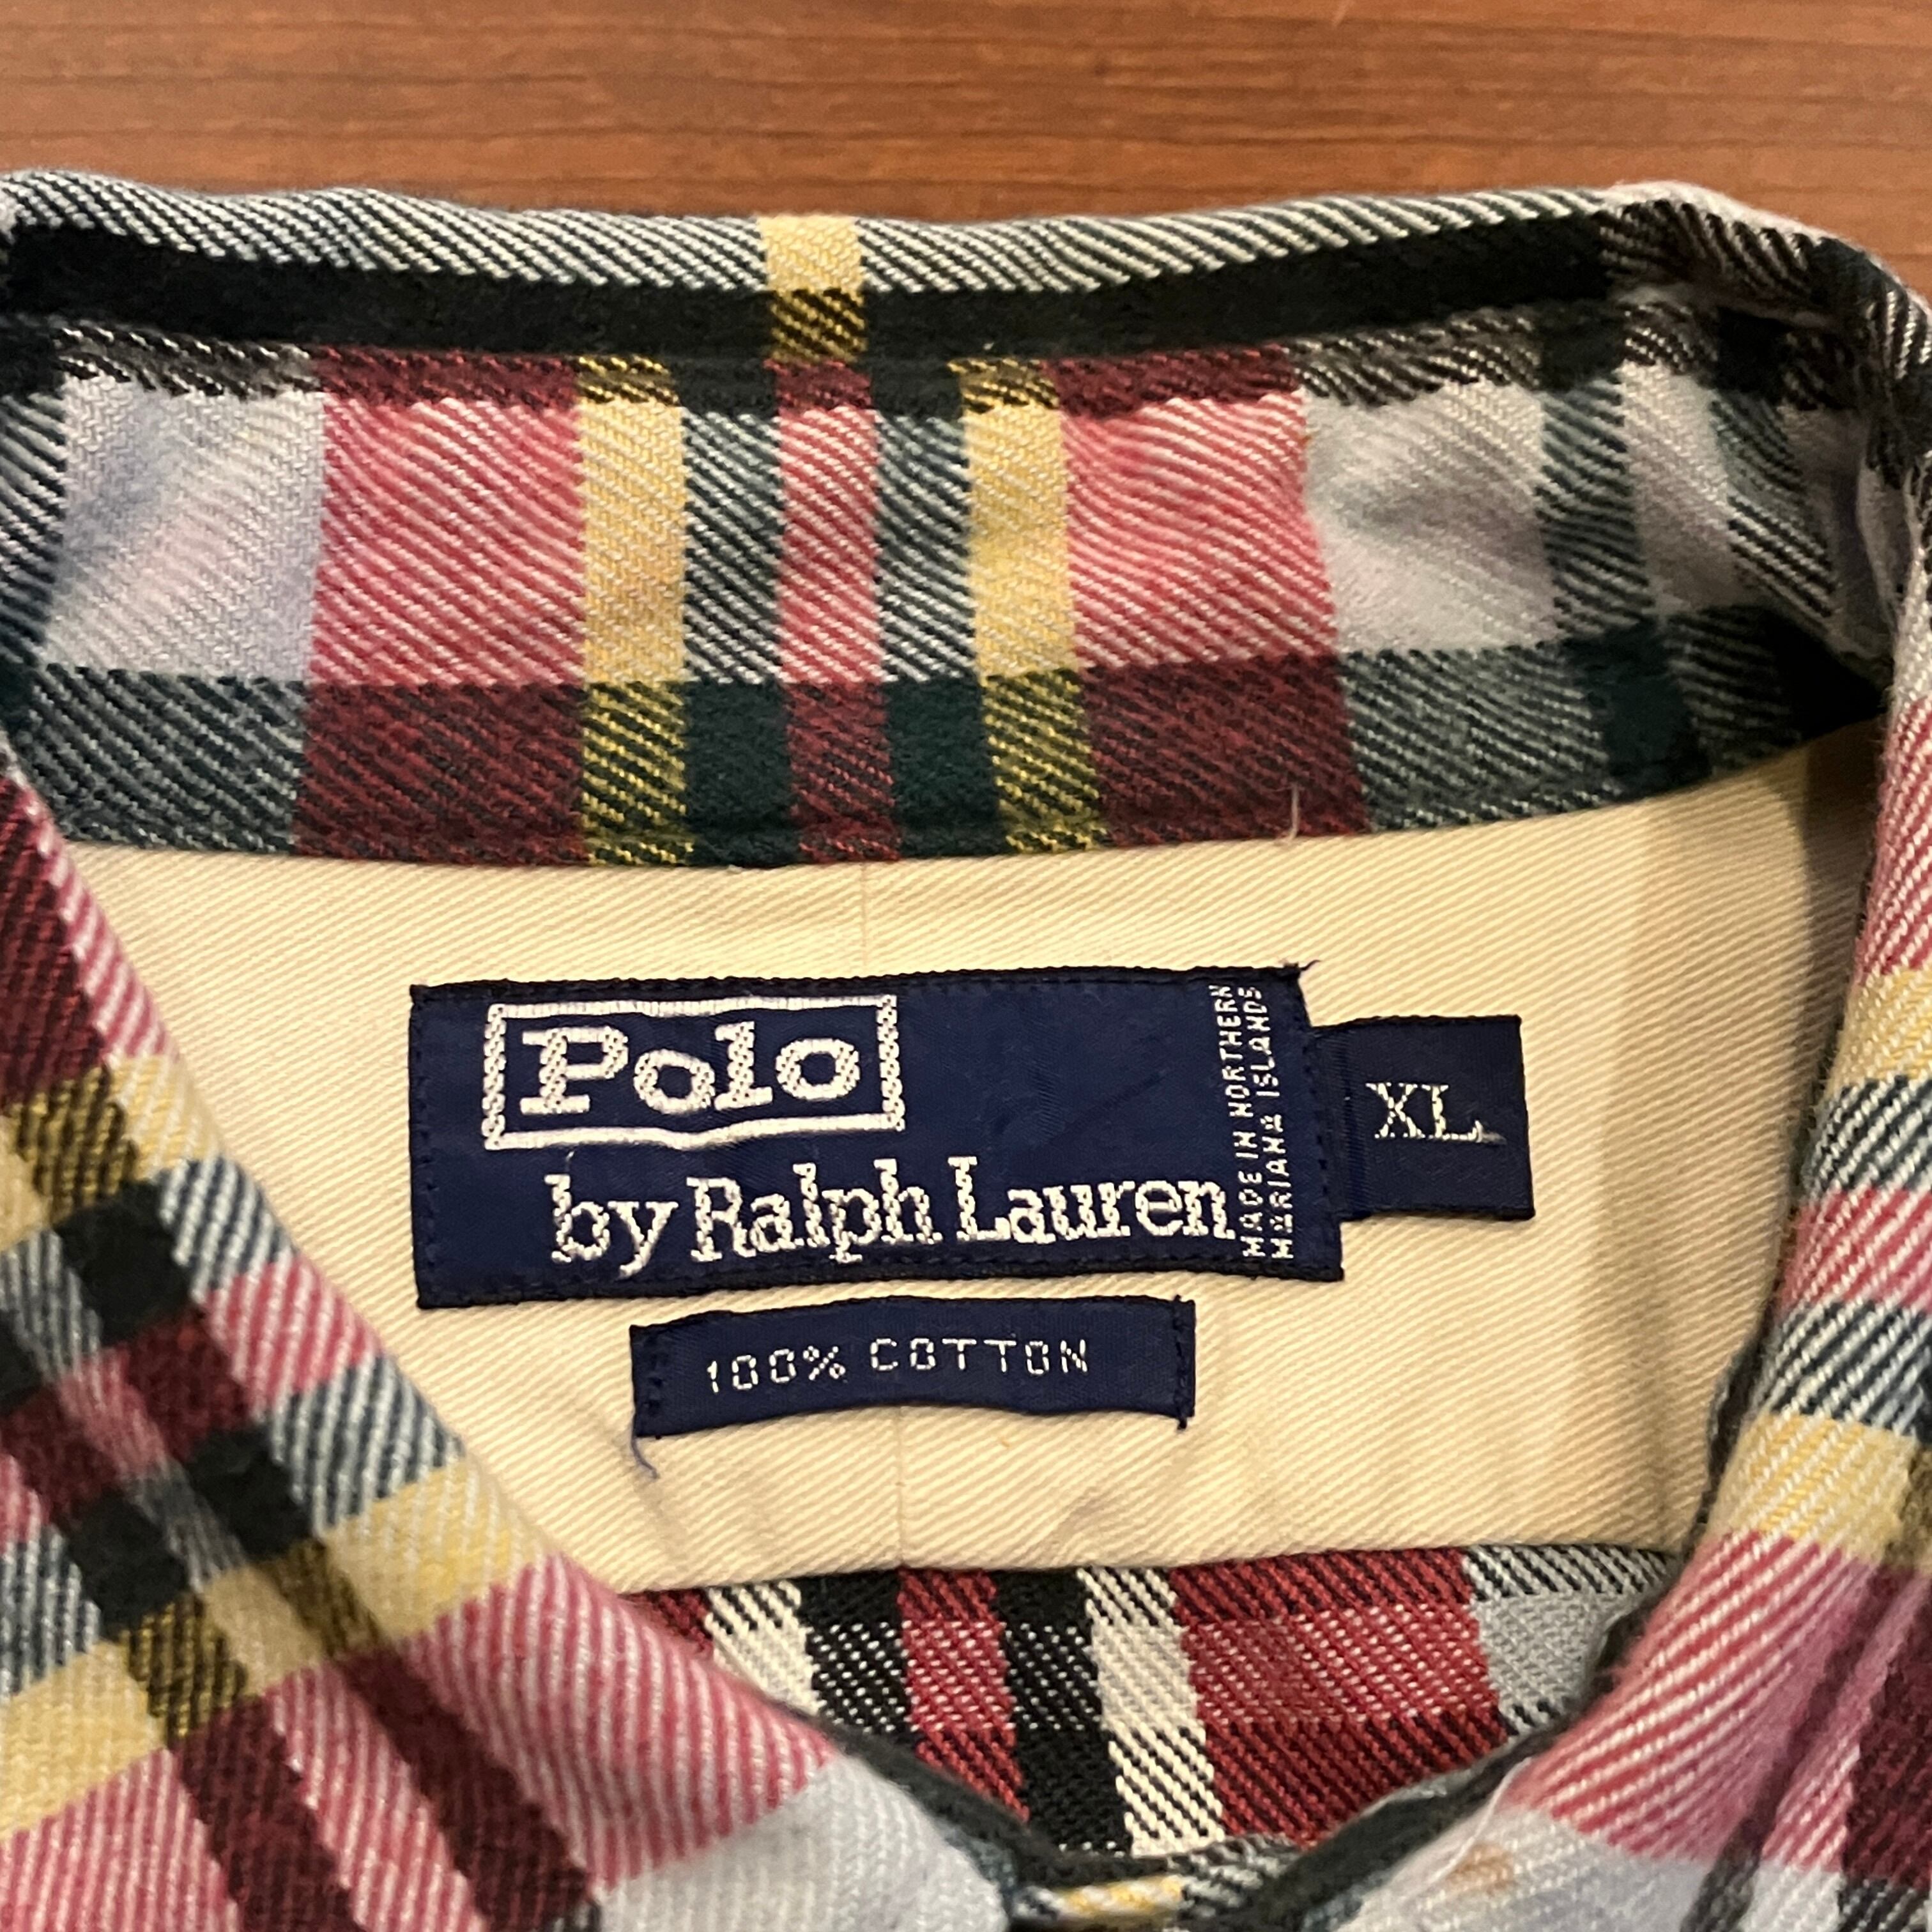 Polo
by Ralph Lauren
MADE IN NORTHERN
MARIANA ISLANDS
XL
100% COTTON